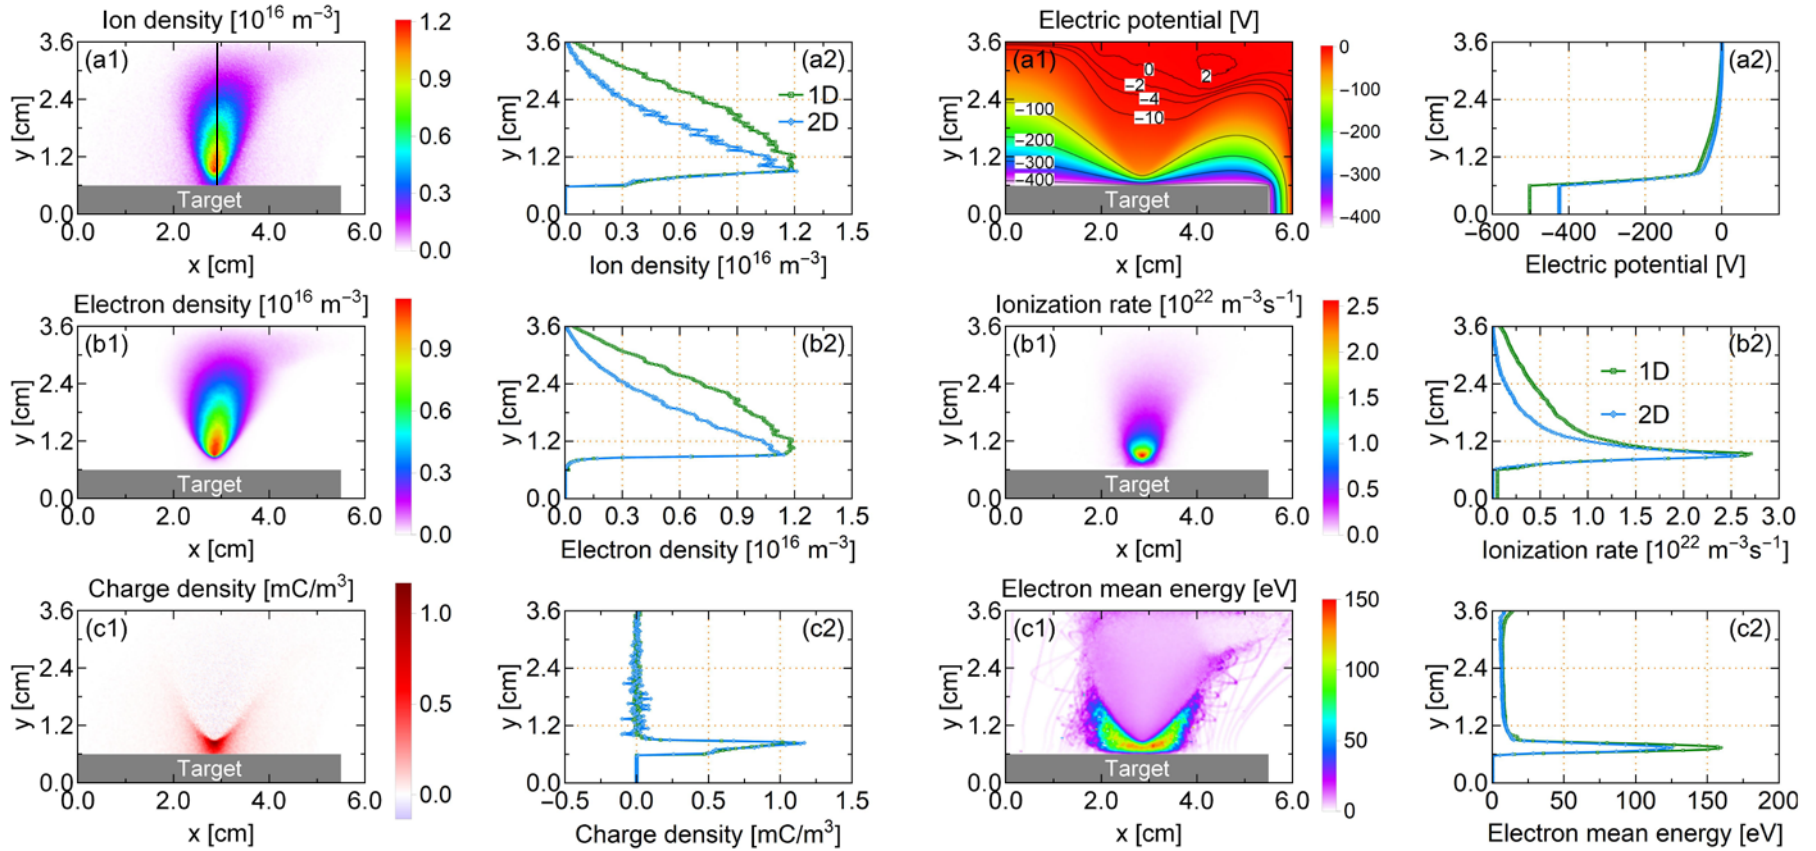 Ion density [10¹⁶ m⁻³]
(a1)
y [cm]
3.6
2.4
1.2
0.0
Target
0.0 2.0 4.0 6.0
x [cm]
1.2
0.9
0.6
0.3
0.0
(a2)
1D
2D
y [cm]
3.6
2.4
1.2
0.0
0.0 0.3 0.6 0.9 1.2 1.5
Ion density [10¹⁶ m⁻³]
Electric potential [V]
(a1)
0
2
−2
−4
−10
−100
−200
−300
−400
y [cm]
3.6
2.4
1.2
0.0
Target
0.0 2.0 4.0 6.0
x [cm]
0
−100
−200
−300
−400
(a2)
y [cm]
3.6
2.4
1.2
0.0
−600 −400 −200 0
Electric potential [V]
Electron density [10¹⁶ m⁻³]
(b1)
y [cm]
3.6
2.4
1.2
0.0
Target
0.0 2.0 4.0 6.0
x [cm]
0.9
0.6
0.3
0.0
(b2)
y [cm]
3.6
2.4
1.2
0.0
0.0 0.3 0.6 0.9 1.2 1.5
Electron density [10¹⁶ m⁻³]
Ionization rate [10²² m⁻³s⁻¹]
(b1)
y [cm]
3.6
2.4
1.2
0.0
Target
0.0 2.0 4.0 6.0
x [cm]
2.5
2.0
1.5
1.0
0.5
0.0
(b2)
1D
2D
y [cm]
3.6
2.4
1.2
0.0
0.0 0.5 1.0 1.5 2.0 2.5 3.0
Ionization rate [10²² m⁻³s⁻¹]
Charge density [mC/m³]
(c1)
y [cm]
3.6
2.4
1.2
0.0
Target
0.0 2.0 4.0 6.0
x [cm]
1.0
0.5
0.0
(c2)
y [cm]
3.6
2.4
1.2
0.0
−0.5 0.0 0.5 1.0 1.5
Charge density [mC/m³]
Electron mean energy [eV]
(c1)
y [cm]
3.6
2.4
1.2
0.0
Target
0.0 2.0 4.0 6.0
x [cm]
150
100
50
0
(c2)
y [cm]
3.6
2.4
1.2
0.0
0 50 100 150 200
Electron mean energy [eV]